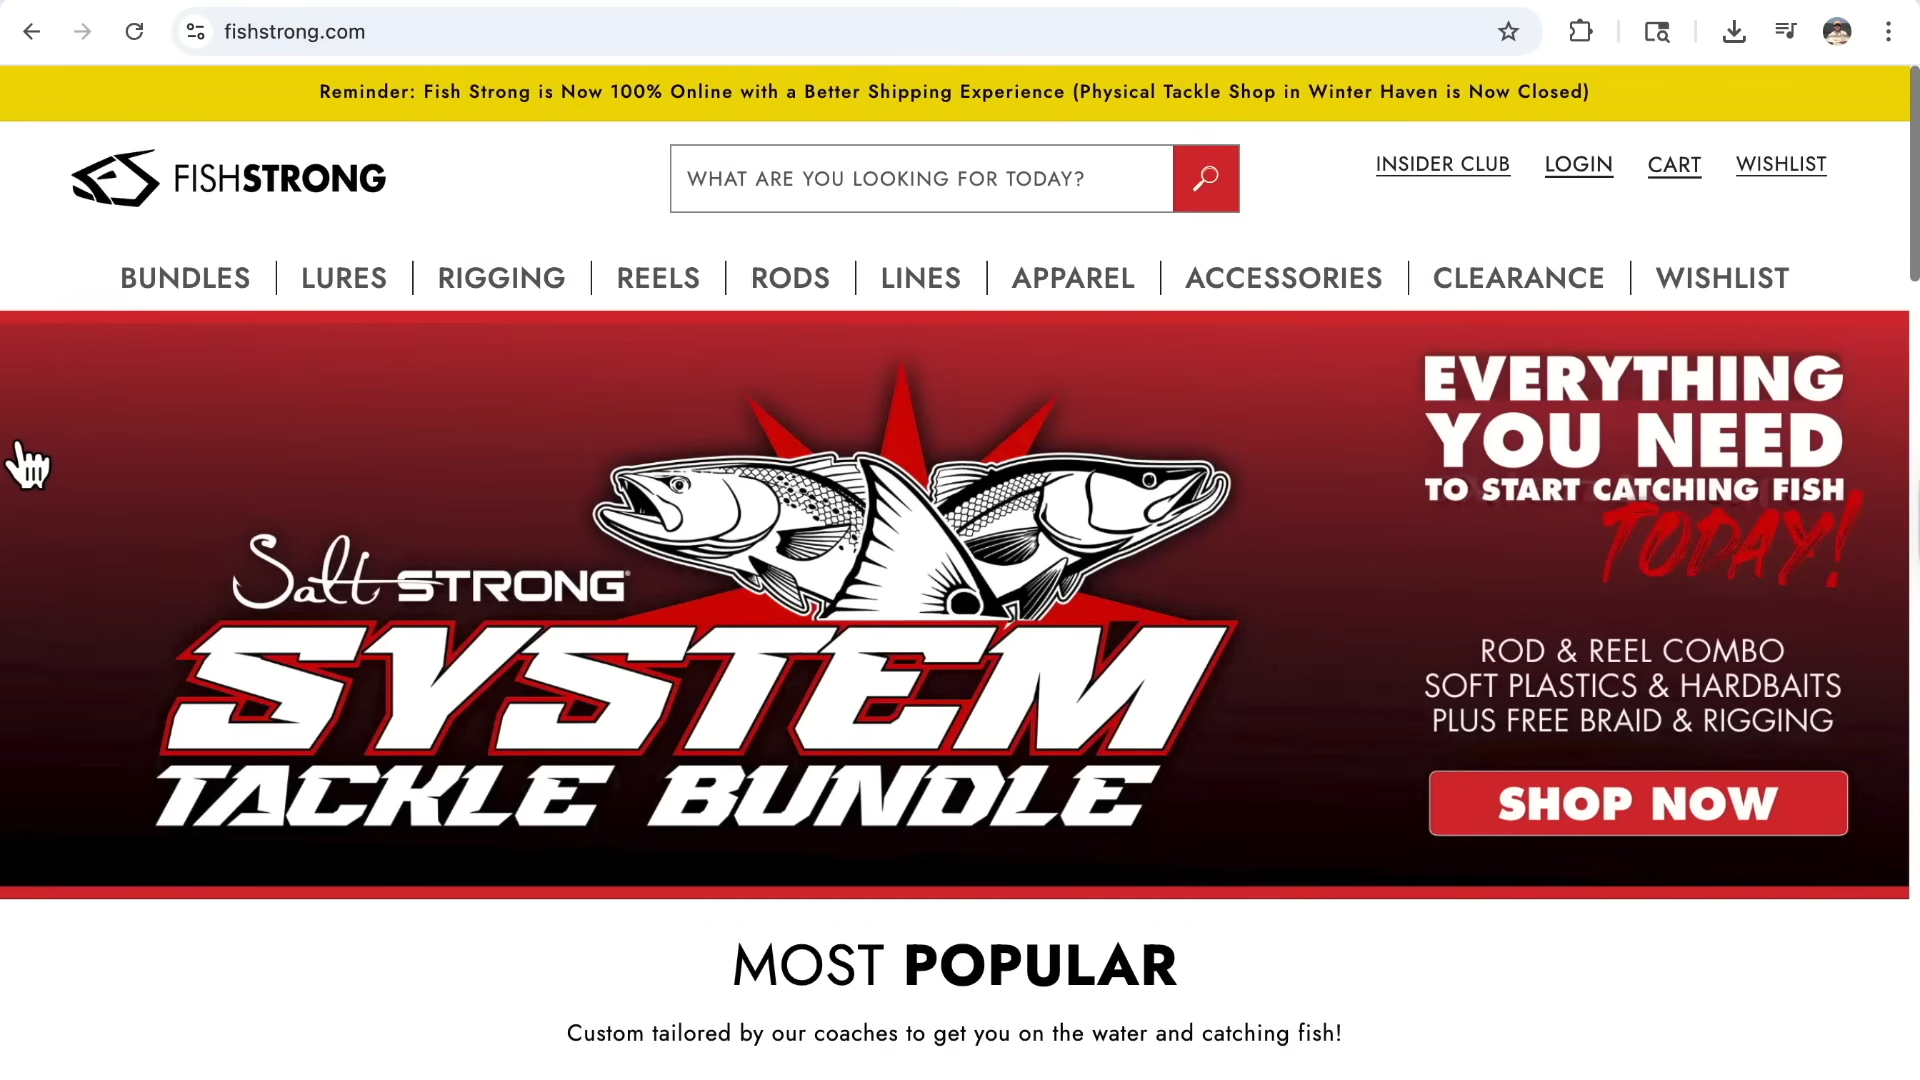 fishstrong.com
Reminder: Fish Strong is Now 100% Online with a Better Shipping Experience (Physical Tackle Shop in Winter Haven is Now Closed)
FISHSTRONG
WHAT ARE YOU LOOKING FOR TODAY?
INSIDER CLUB
LOGIN
CART
WISHLIST
BUNDLES
LURES
RIGGING
REELS
RODS
LINES
APPAREL
ACCESSORIES
CLEARANCE
WISHLIST
Salt STRONG
SYSTEM
TACKLE BUNDLE
EVERYTHING
YOU NEED
TO START CATCHING FISH
TODAY!
ROD & REEL COMBO
SOFT PLASTICS & HARDBAITS
PLUS FREE BRAID & RIGGING
SHOP NOW
MOST POPULAR
Custom tailored by our coaches to get you on the water and catching fish!